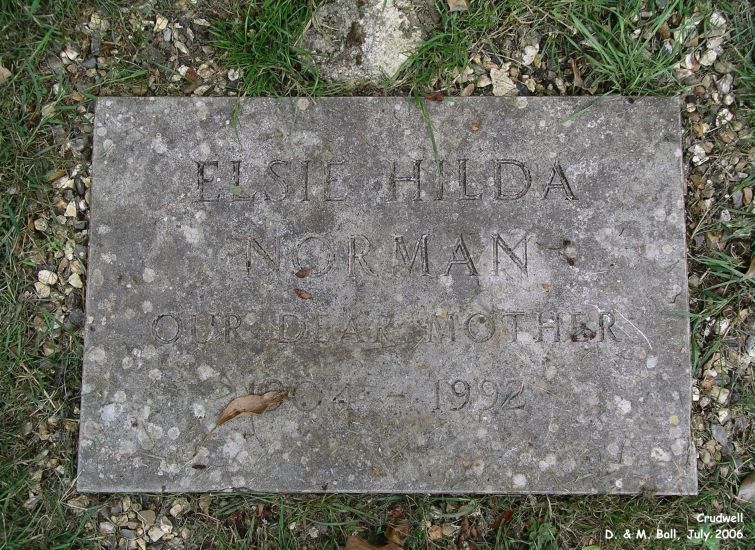 ELSIE HILDA
NORMAN
OUR DEAR MOTHER
1904 - 1992
Crudwell
D. & M. Ball, July. 2006.